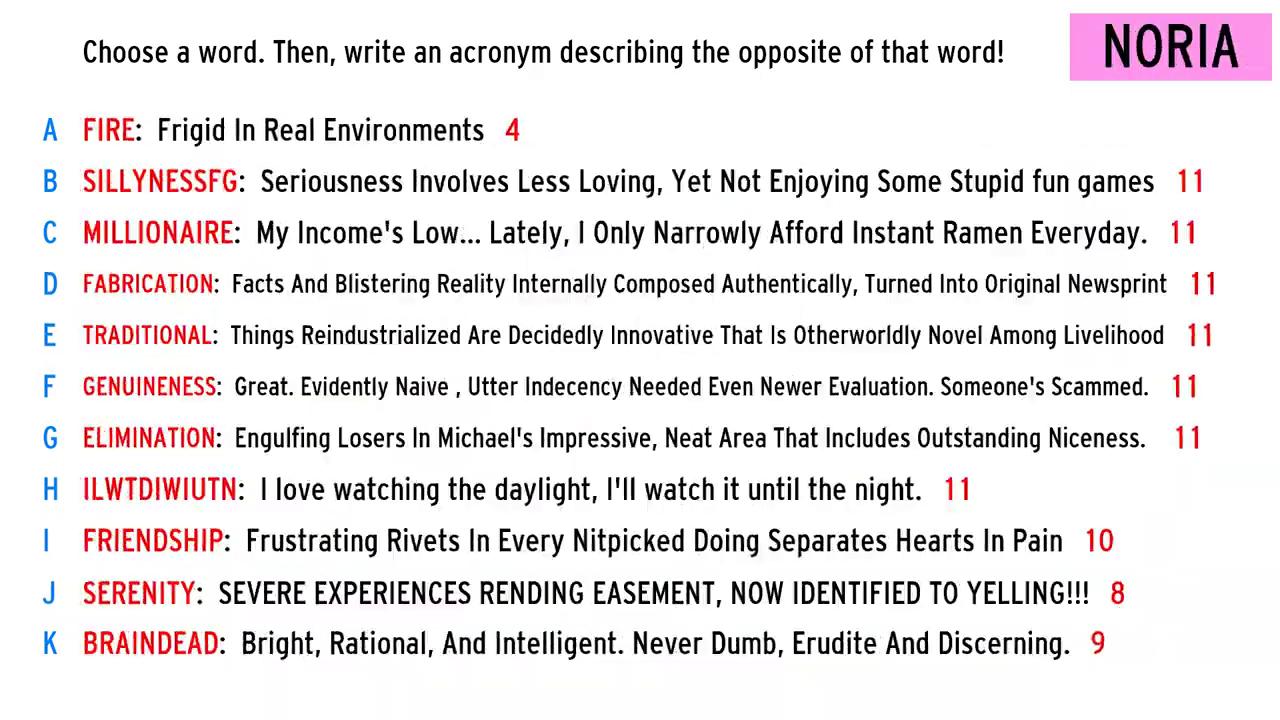 Choose a word. Then, write an acronym describing the opposite of that word!
NORIA
A FIRE: Frigid In Real Environments 4
B SILLYNESSFG: Seriousness Involves Less Loving, Yet Not Enjoying Some Stupid fun games 11
C MILLIONAIRE: My Income's Low... Lately, I Only Narrowly Afford Instant Ramen Everyday. 11
D FABRICATION: Facts And Blistering Reality Internally Composed Authentically, Turned Into Original Newsprint 11
E TRADITIONAL: Things Reindustrialized Are Decidedly Innovative That Is Otherworldly Novel Among Livelihood 11
F GENUINENESS: Great. Evidently Naive , Utter Indecency Needed Even Newer Evaluation. Someone's Scammed. 11
G ELIMINATION: Engulfing Losers In Michael's Impressive, Neat Area That Includes Outstanding Niceness. 11
H ILWTDIWIUTN: I love watching the daylight, I'll watch it until the night. 11
I FRIENDSHIP: Frustrating Rivets In Every Nitpicked Doing Separates Hearts In Pain 10
J SERENITY: SEVERE EXPERIENCES RENDING EASEMENT, NOW IDENTIFIED TO YELLING!!! 8
K BRAINDEAD: Bright, Rational, And Intelligent. Never Dumb, Erudite And Discerning. 9